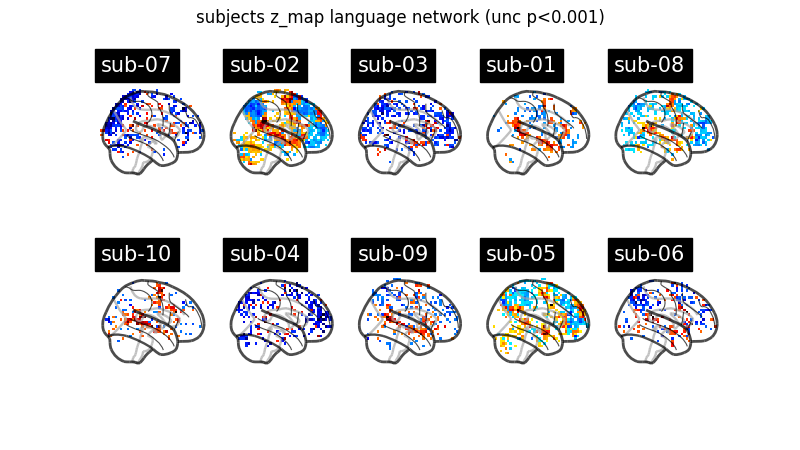 subjects z_map language network (unc p<0.001)
sub-07
sub-02
sub-03
sub-01
sub-08
sub-10
sub-04
sub-09
sub-05
sub-06